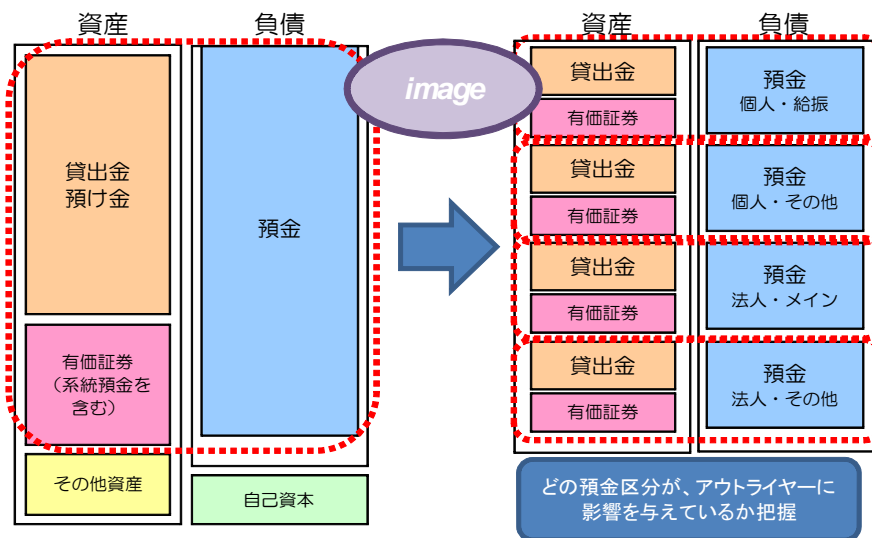 資産
負債
貸出金
預け金
有価証券
（系統預金を
含む）
その他資産
預金
自己資本
image
資産
負債
貸出金
有価証券
預金
個人・給振
貸出金
有価証券
預金
個人・その他
貸出金
有価証券
預金
法人・メイン
貸出金
有価証券
預金
法人・その他
どの預金区分が、アウトライヤーに
影響を与えているか把握